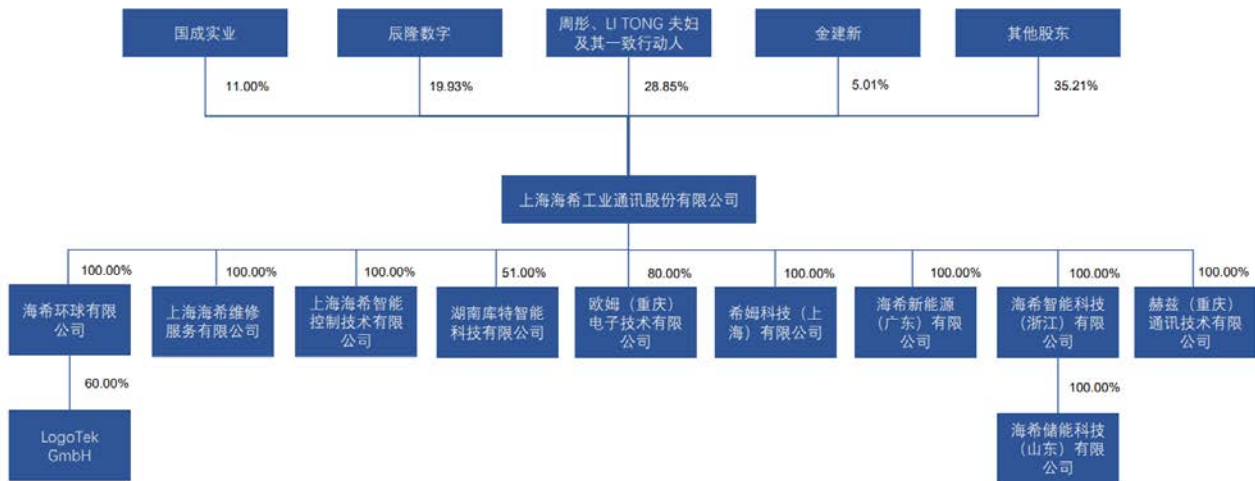 国成实业
辰隆数字
周彤、LI TONG 夫妇
及其一致行动人
金建新
其他股东
11.00%
19.93%
28.85%
5.01%
35.21%
上海海希工业通讯股份有限公司
100.00%
100.00%
100.00%
51.00%
80.00%
100.00%
100.00%
100.00%
100.00%
海希环球有限
公司
上海海希维修
服务有限公司
上海海希智能
控制技术有限
公司
湖南库特智能
科技有限公司
欧姆（重庆）
电子技术有限
公司
希姆科技（上
海）有限公司
海希新能源
（广东）有限
公司
海希智能科技
（浙江）有限
公司
赫兹（重庆）
通讯技术有限
公司
60.00%
100.00%
LogoTek
GmbH
海希储能科技
（山东）有限
公司